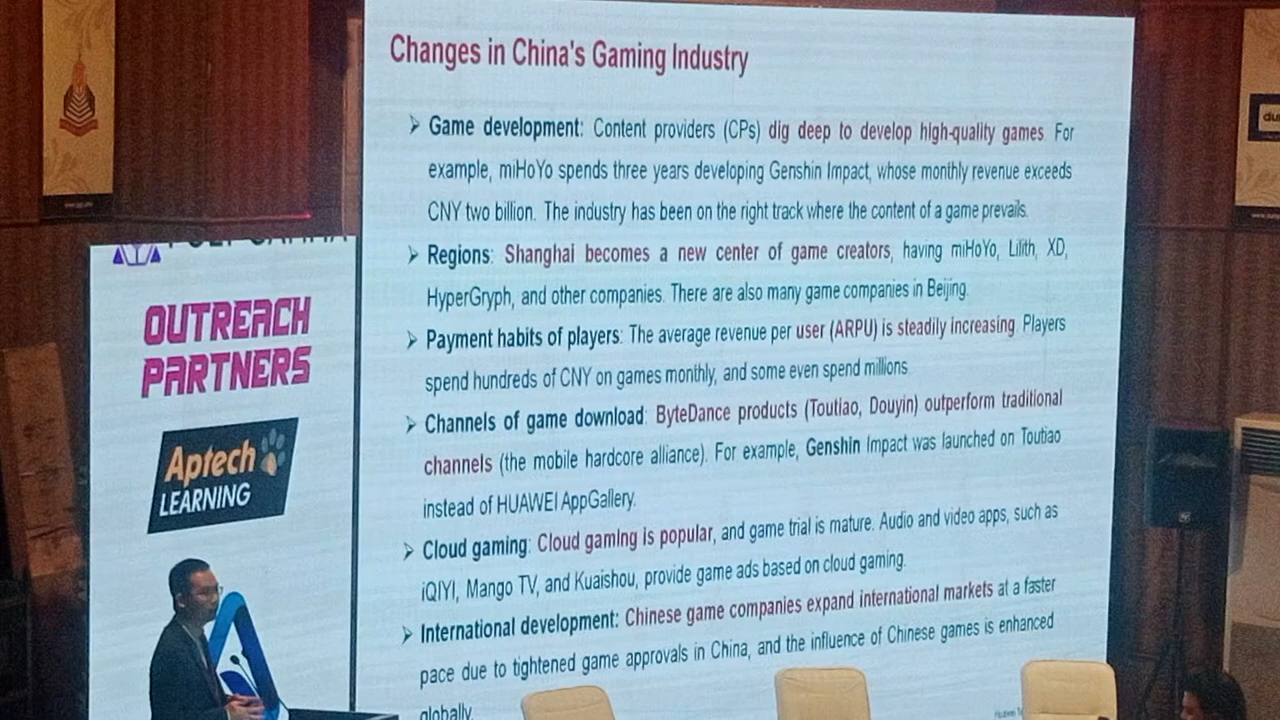 Changes in China's Gaming Industry
➢ Game development: Content providers (CPs) dig deep to develop high-quality games. For
example, miHoYo spends three years developing Genshin Impact, whose monthly revenue exceeds
CNY two billion. The industry has been on the right track where the content of a game prevails.
➢ Regions: Shanghai becomes a new center of game creators, having miHoYo, Lilith, XD,
HyperGryph, and other companies. There are also many game companies in Beijing.
➢ Payment habits of players: The average revenue per user (ARPU) is steadily increasing. Players
spend hundreds of CNY on games monthly, and some even spend millions.
➢ Channels of game download: ByteDance products (Toutiao, Douyin) outperform traditional
channels (the mobile hardcore alliance). For example, Genshin Impact was launched on Toutiao
instead of HUAWEI AppGallery.
➢ Cloud gaming: Cloud gaming is popular, and game trial is mature. Audio and video apps, such as
iQIYI, Mango TV, and Kuaishou, provide game ads based on cloud gaming.
➢ International development: Chinese game companies expand international markets at a faster
pace due to tightened game approvals in China, and the influence of Chinese games is enhanced
globally.
OUTREACH
PARTNERS
Aptech
LEARNING